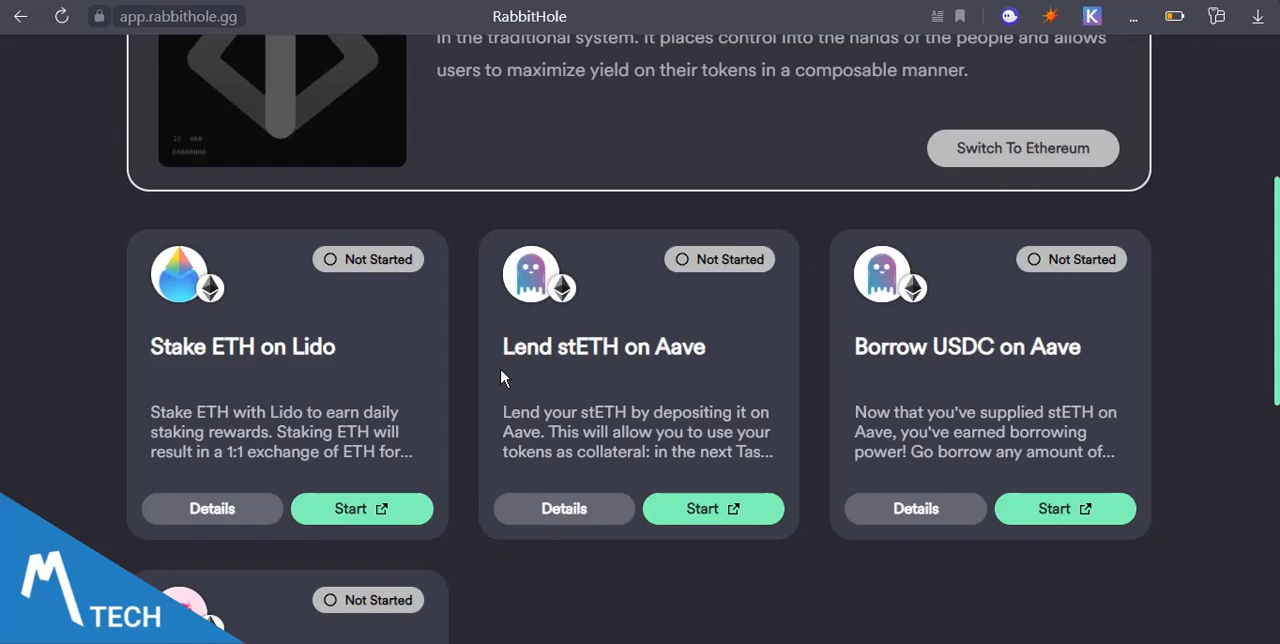 app.rabbithole.gg
RabbitHole
K
...
in the traditional system. It places control into the hands of the people and allows
users to maximize yield on their tokens in a composable manner.
Switch To Ethereum
Not Started
Not Started
Not Started
Stake ETH on Lido
Lend stETH on Aave
Borrow USDC on Aave
Stake ETH with Lido to earn daily
staking rewards. Staking ETH will
result in a 1:1 exchange of ETH for...
Lend your stETH by depositing it on
Aave. This will allow you to use your
tokens as collateral: in the next Tas...
Now that you've supplied stETH on
Aave, you've earned borrowing
power! Go borrow any amount of...
Details
Start
Details
Start
Details
Start
Not Started
M TECH